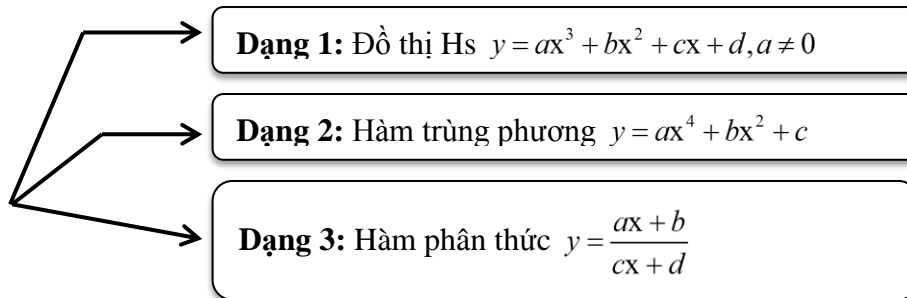 Dạng 1: Đồ thị Hs y = ax³ + bx² + cx + d, a ≠ 0
Dạng 2: Hàm trùng phương y = ax⁴ + bx² + c
Dạng 3: Hàm phân thức y = (ax + b)/(cx + d)